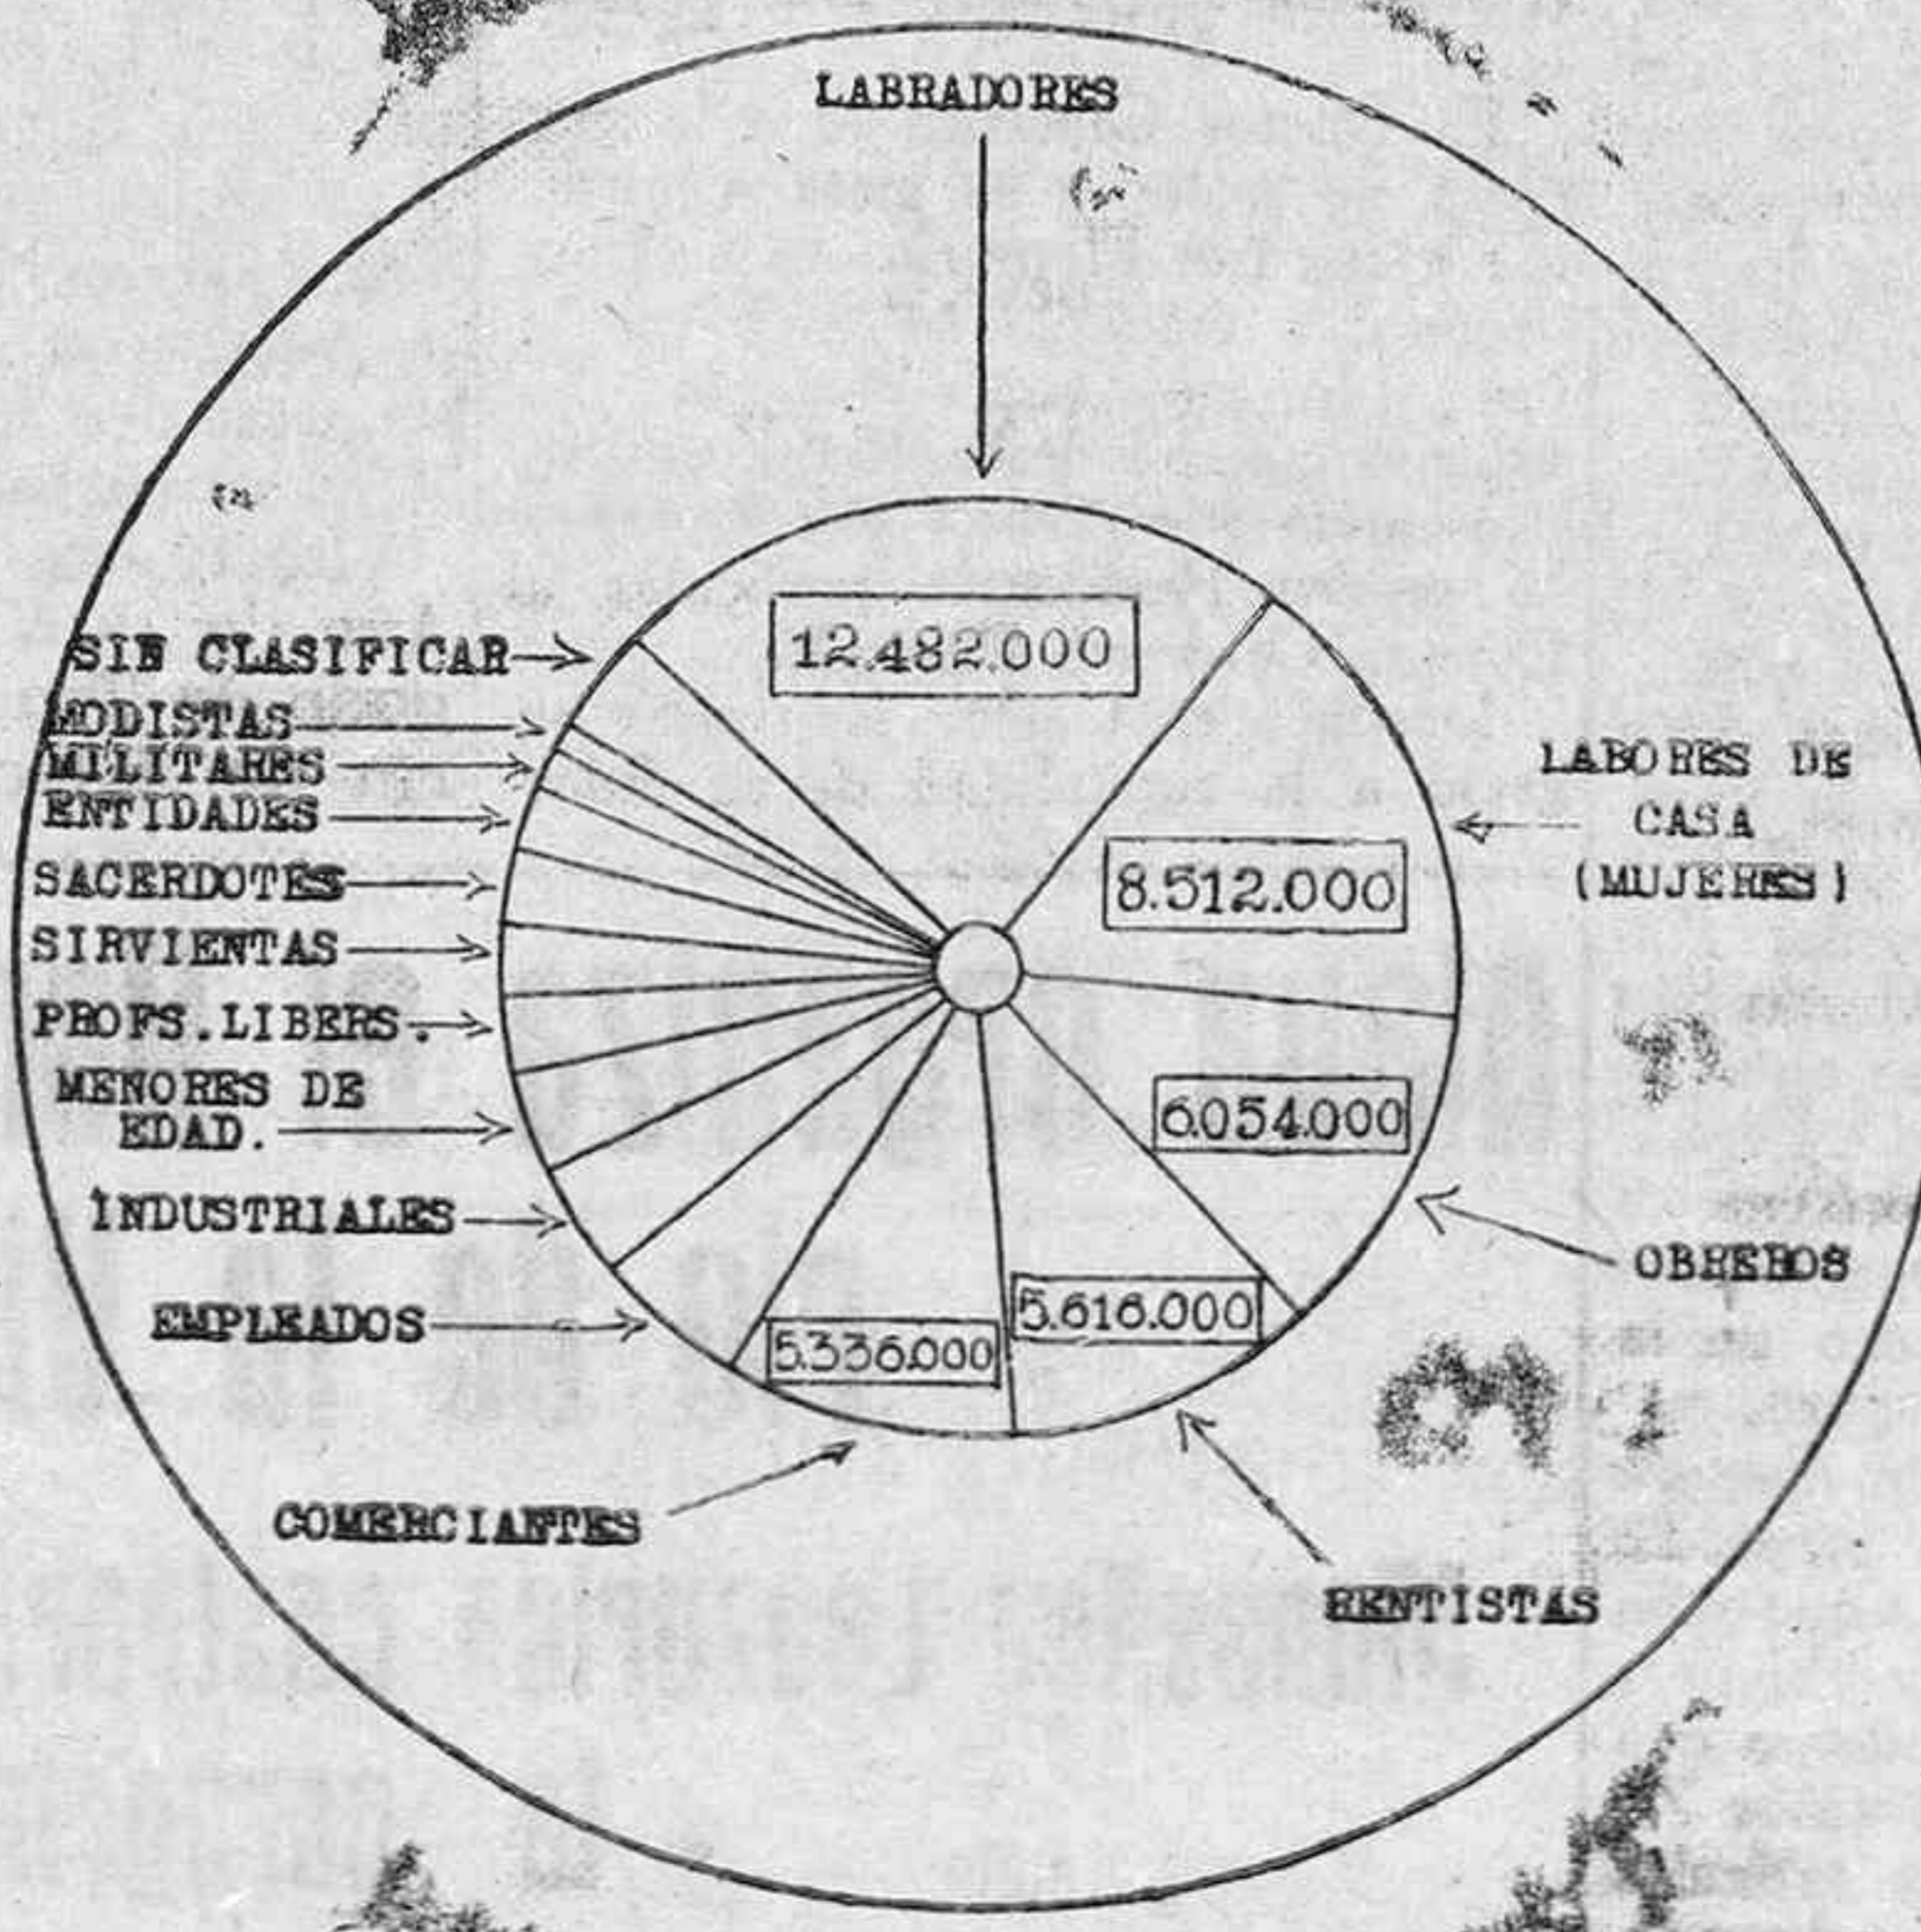 LABRADORES
12.482.000
SIN CLASIFICAR
MODISTAS
MILITARES
ENTIDADES
SACERDOTES
SIRVIENTAS
PROFS.LIBERS.
MENORES DE
EDAD.
INDUSTRIALES
EMPLEADOS
COMERCIANTES
LABORES DE
CASA
(MUJERES)
8.512.000
6.054.000
OBREROS
5.616.000
5.336.000
RENTISTAS